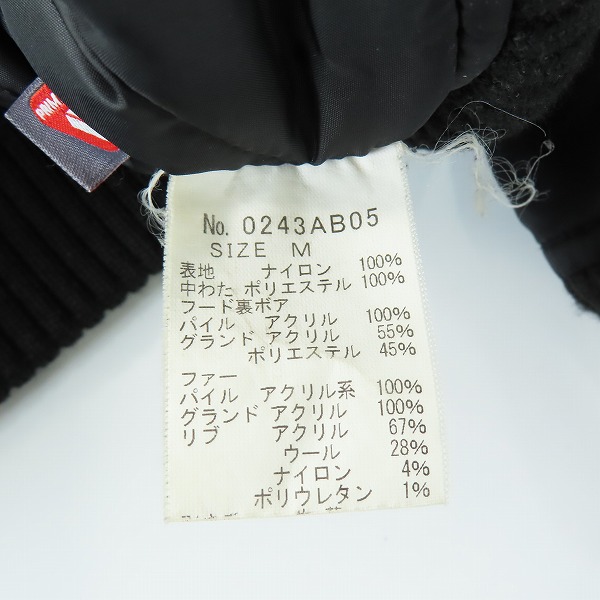 PRIM
No. 0243AB05
SIZE M
表地 ナイロン 100%
中わた ポリエステル 100%
フード裏ボア
パイル アクリル 100%
グランド アクリル 55%
ポリエステル 45%
ファー
パイル アクリル系 100%
グランド アクリル 100%
リブ アクリル 67%
ウール 28%
ナイロン 4%
ポリウレタン 1%